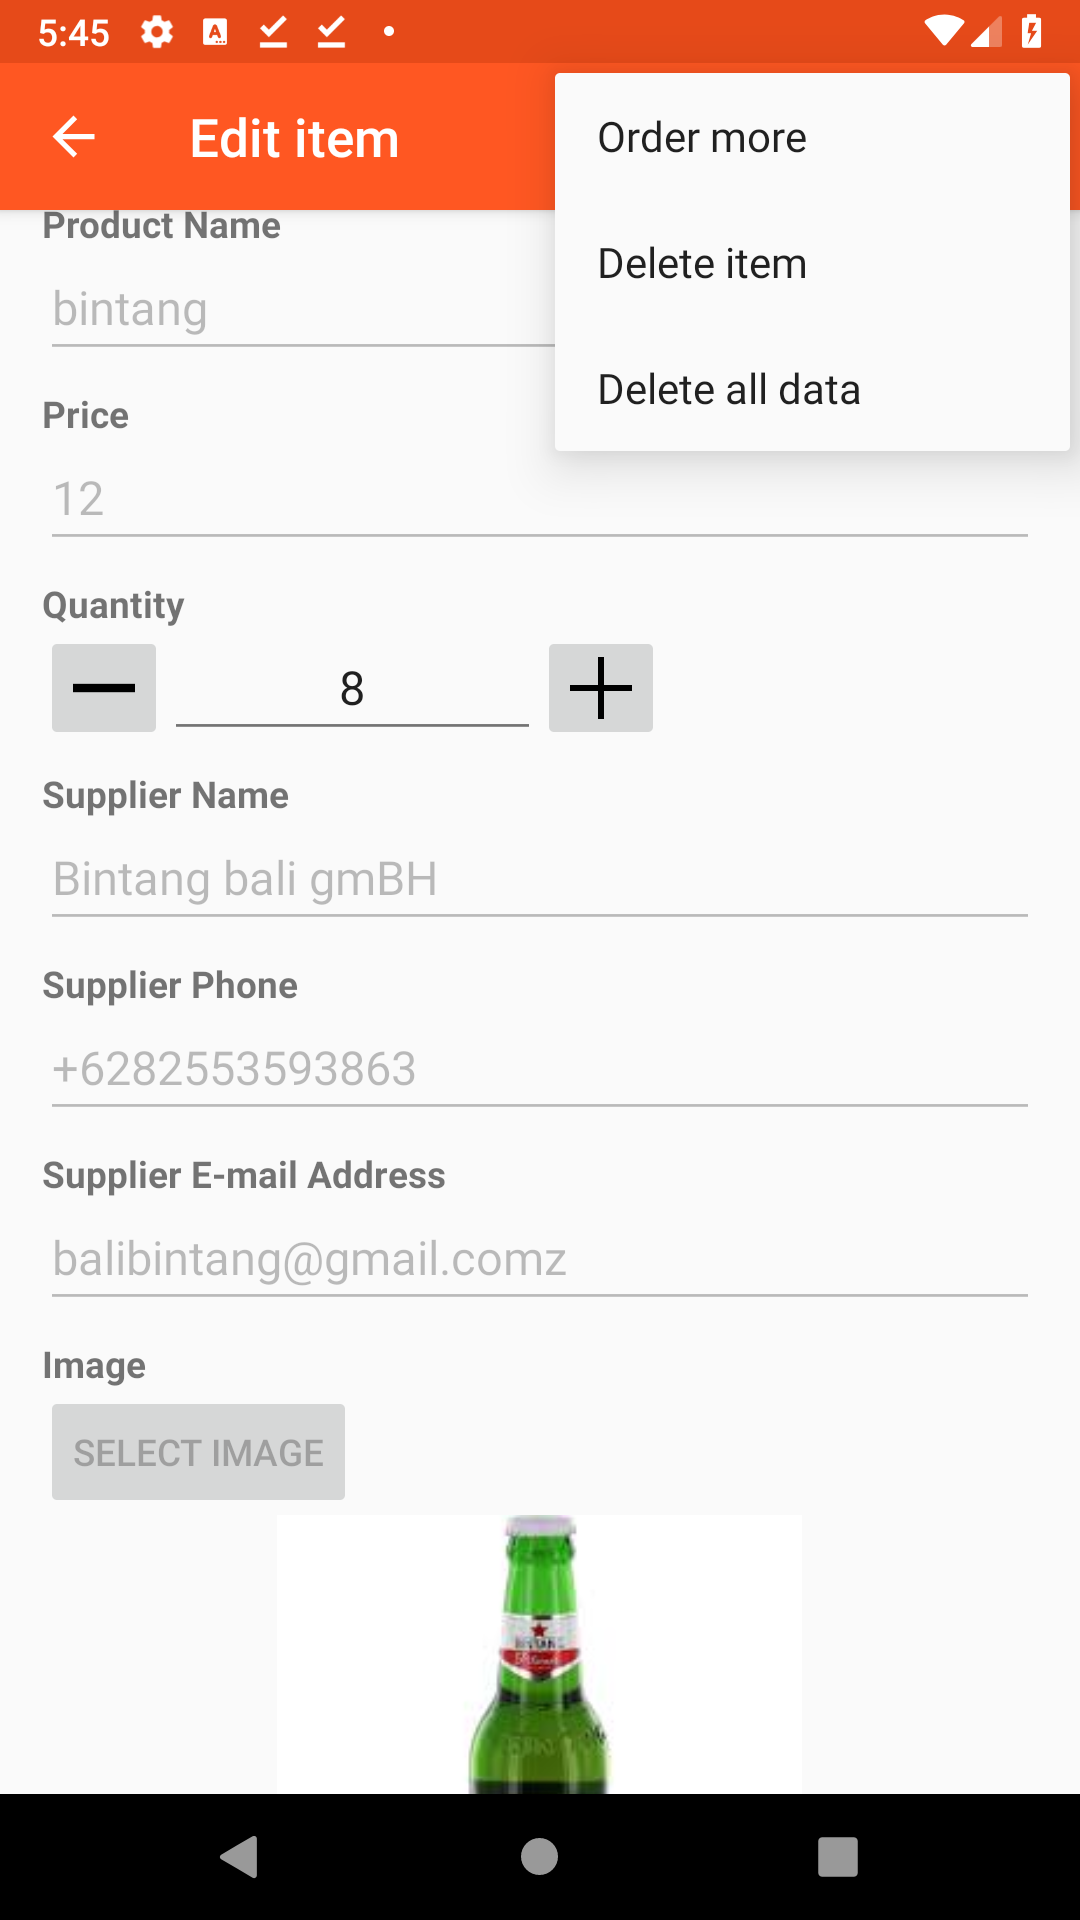 5:45
Edit item
Order more
Delete item
Delete all data
Product Name
bintang
Price
12
Quantity
8
Supplier Name
Bintang bali gmBH
Supplier Phone
+6282553593863
Supplier E-mail Address
balibintang@gmail.comz
Image
SELECT IMAGE